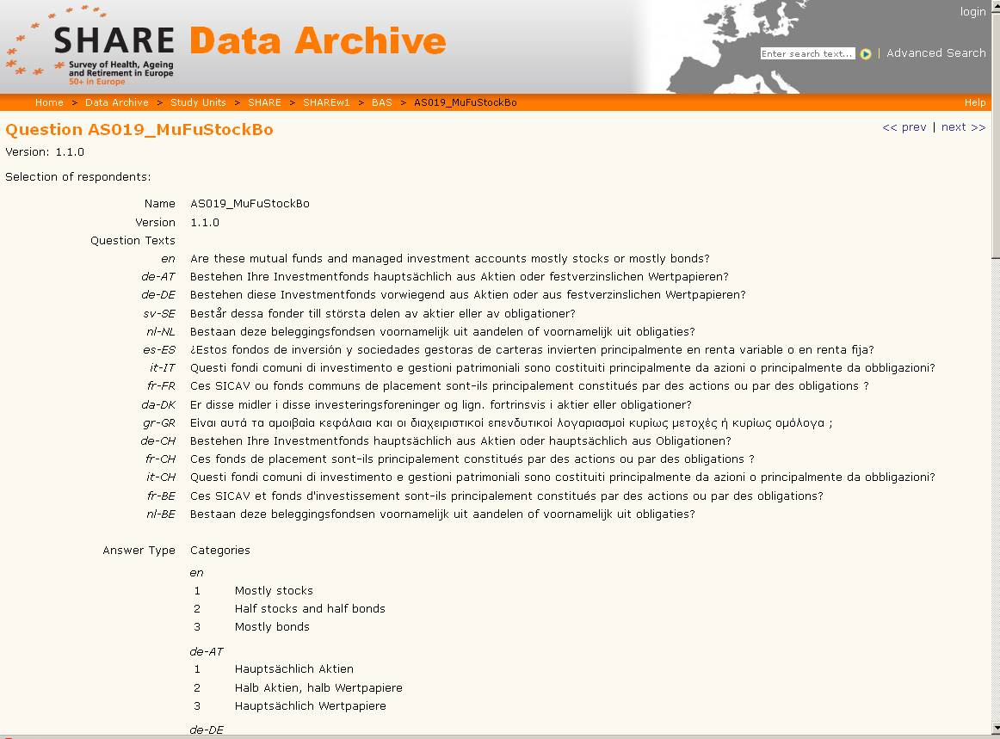 login
SHARE Data Archive
Survey of Health, Ageing
and Retirement in Europe
50+ in Europe
Enter search text... | Advanced Search
Home > Data Archive > Study Units > SHARE > SHAREw1 > BAS > AS019_MuFuStockBo Help
Question AS019_MuFuStockBo << prev | next >>
Version: 1.1.0
Selection of respondents:
Name AS019_MuFuStockBo
Version 1.1.0
Question Texts
en Are these mutual funds and managed investment accounts mostly stocks or mostly bonds?
de-AT Bestehen Ihre Investmentfonds hauptsächlich aus Aktien oder festverzinslichen Wertpapieren?
de-DE Bestehen diese Investmentfonds vorwiegend aus Aktien oder aus festverzinslichen Wertpapieren?
sv-SE Består dessa fonder till största delen av aktier eller av obligationer?
nl-NL Bestaan deze beleggingsfondsen voornamelijk uit aandelen of voornamelijk uit obligaties?
es-ES ¿Estos fondos de inversión y sociedades gestoras de carteras invierten principalmente en renta variable o en renta fija?
it-IT Questi fondi comuni di investimento e gestioni patrimoniali sono costituiti principalmente da azioni o principalmente da obbligazioni?
fr-FR Ces SICAV ou fonds communs de placement sont-ils principalement constitués par des actions ou par des obligations ?
da-DK Er disse midler i disse investeringsforeninger og lign. fortrinsvis i aktier eller obligationer?
gr-GR Είναι αυτά τα αμοιβαία κεφάλαια και οι διαχειριστικοί επενδυτικοί λογαριασμοί κυρίως μετοχές ή κυρίως ομόλογα ;
de-CH Bestehen Ihre Investmentfonds hauptsächlich aus Aktien oder hauptsächlich aus Obligationen?
fr-CH Ces fonds de placement sont-ils principalement constitués par des actions ou par des obligations ?
it-CH Questi fondi comuni di investimento e gestioni patrimoniali sono costituiti principalmente da azioni o principalmente da obbligazioni?
fr-BE Ces SICAV et fonds d'investissement sont-ils principalement constitués par des actions ou par des obligations?
nl-BE Bestaan deze beleggingsfondsen voornamelijk uit aandelen of voornamelijk uit obligaties?
Answer Type Categories
en
1 Mostly stocks
2 Half stocks and half bonds
3 Mostly bonds
de-AT
1 Hauptsächlich Aktien
2 Halb Aktien, halb Wertpapiere
3 Hauptsächlich Wertpapiere
de-DE